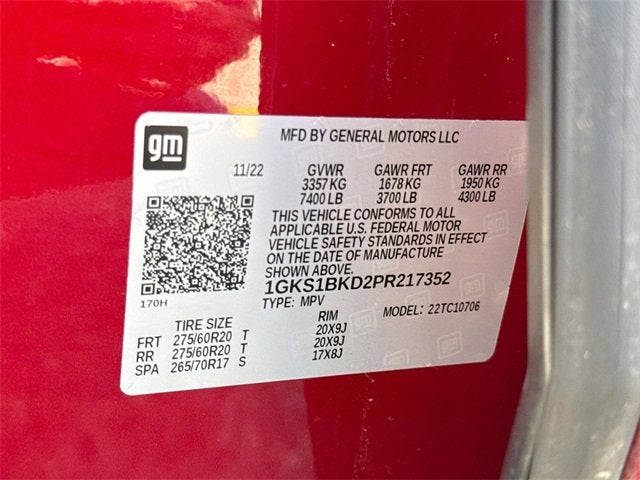 gm
MFD BY GENERAL MOTORS LLC
11/22 GVWR GAWR FRT GAWR RR
3357 KG 1678 KG 1950 KG
7400 LB 3700 LB 4300 LB
THIS VEHICLE CONFORMS TO ALL
APPLICABLE U.S. FEDERAL MOTOR
VEHICLE SAFETY STANDARDS IN EFFECT
ON THE DATE OF MANUFACTURE
SHOWN ABOVE.
1GKS1BKD2PR217352
170H
TYPE: MPV MODEL: 22TC10706
TIRE SIZE RIM
FRT 275/60R20 T 20X9J
RR 275/60R20 T 20X9J
SPA 265/70R17 S 17X8J